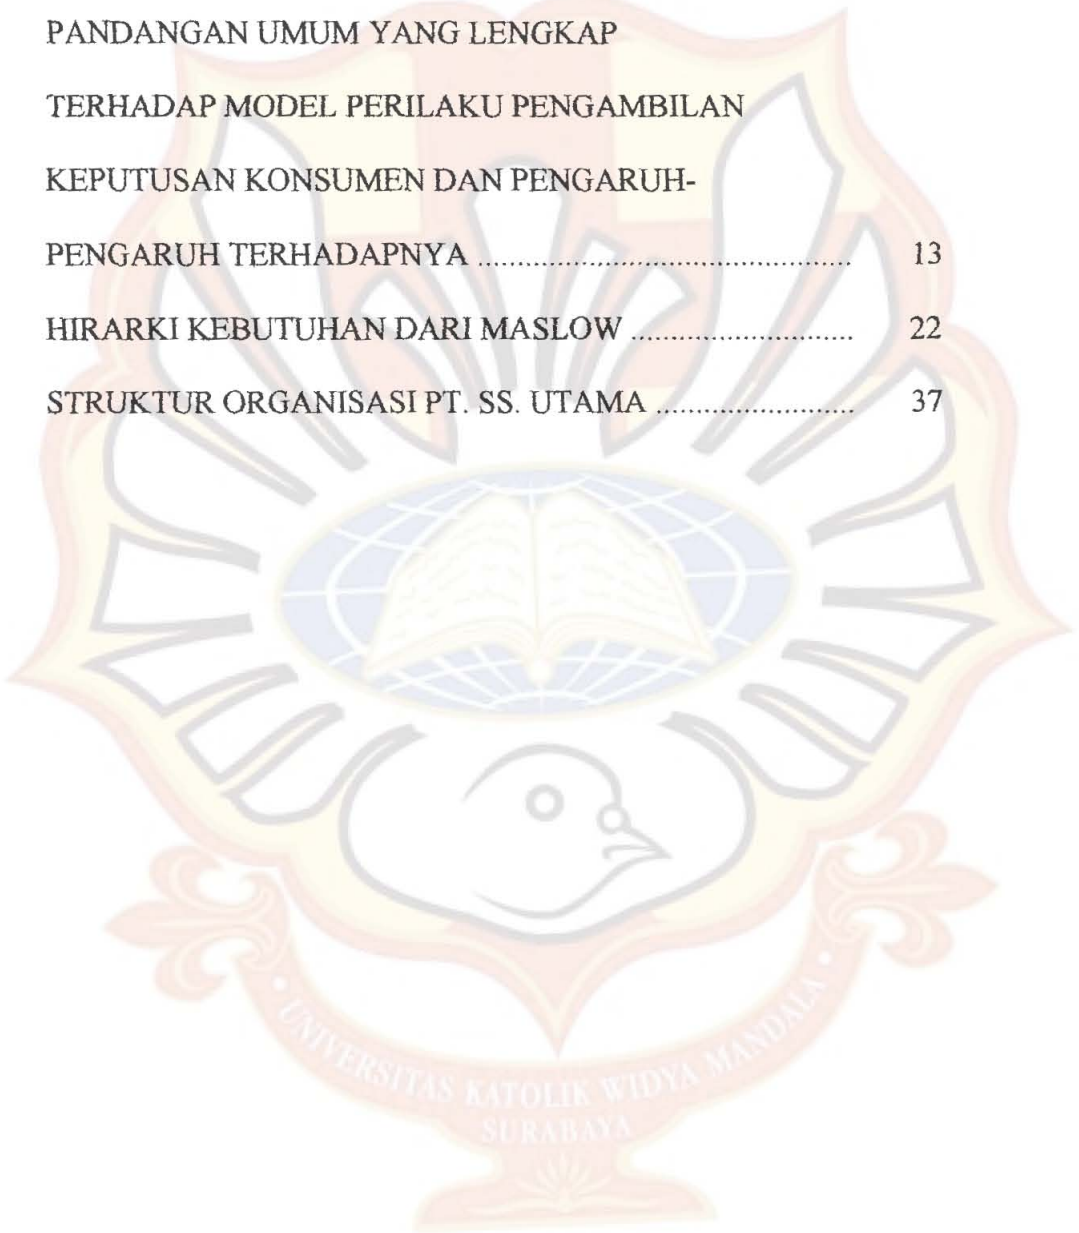 PANDANGAN UMUM YANG LENGKAP
TERHADAP MODEL PERILAKU PENGAMBILAN
KEPUTUSAN KONSUMEN DAN PENGARUH-
PENGARUH TERHADAPNYA ............................................. 13
HIRARKI KEBUTUHAN DARI MASLOW ........................... 22
STRUKTUR ORGANISASI PT. SS. UTAMA ........................ 37
• UNIVERSITAS KATOLIK WIDYA MANDALA •
SURABAYA